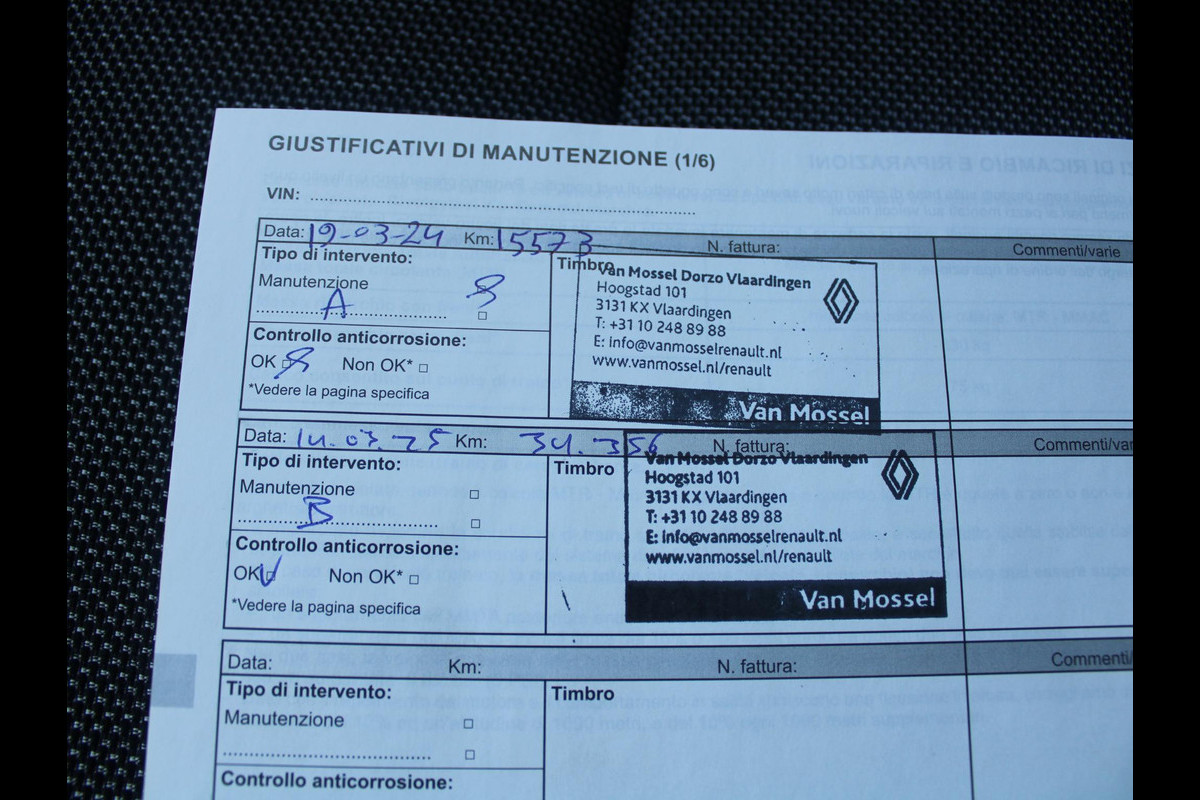 GIUSTIFICATIVI DI MANUTENZIONE (1/6)
VIN:
Data: 19-03-24 Km: 15573 N. fattura: Commenti/varie
Tipo di intervento:
Manutenzione
A
Controllo anticorrosione:
OK Non OK*
*Vedere la pagina specifica
Timbro
Van Mossel Dorzo Vlaardingen
Hoogstad 101
3131 KX Vlaardingen
T: +31 10 248 89 88
E: info@vanmosselrenault.nl
www.vanmossel.nl/renault
Van Mossel
Data: 14.03.25 Km: 34.356 N. fattura: Commenti/var
Tipo di intervento:
Manutenzione
B
Controllo anticorrosione:
OK Non OK*
*Vedere la pagina specifica
Timbro
Van Mossel Dorzo Vlaardingen
Hoogstad 101
3131 KX Vlaardingen
T: +31 10 248 89 88
E: info@vanmosselrenault.nl
www.vanmossel.nl/renault
Van Mossel
Data: Km: N. fattura: Commenti/
Tipo di intervento:
Manutenzione
Controllo anticorrosione:
Timbro